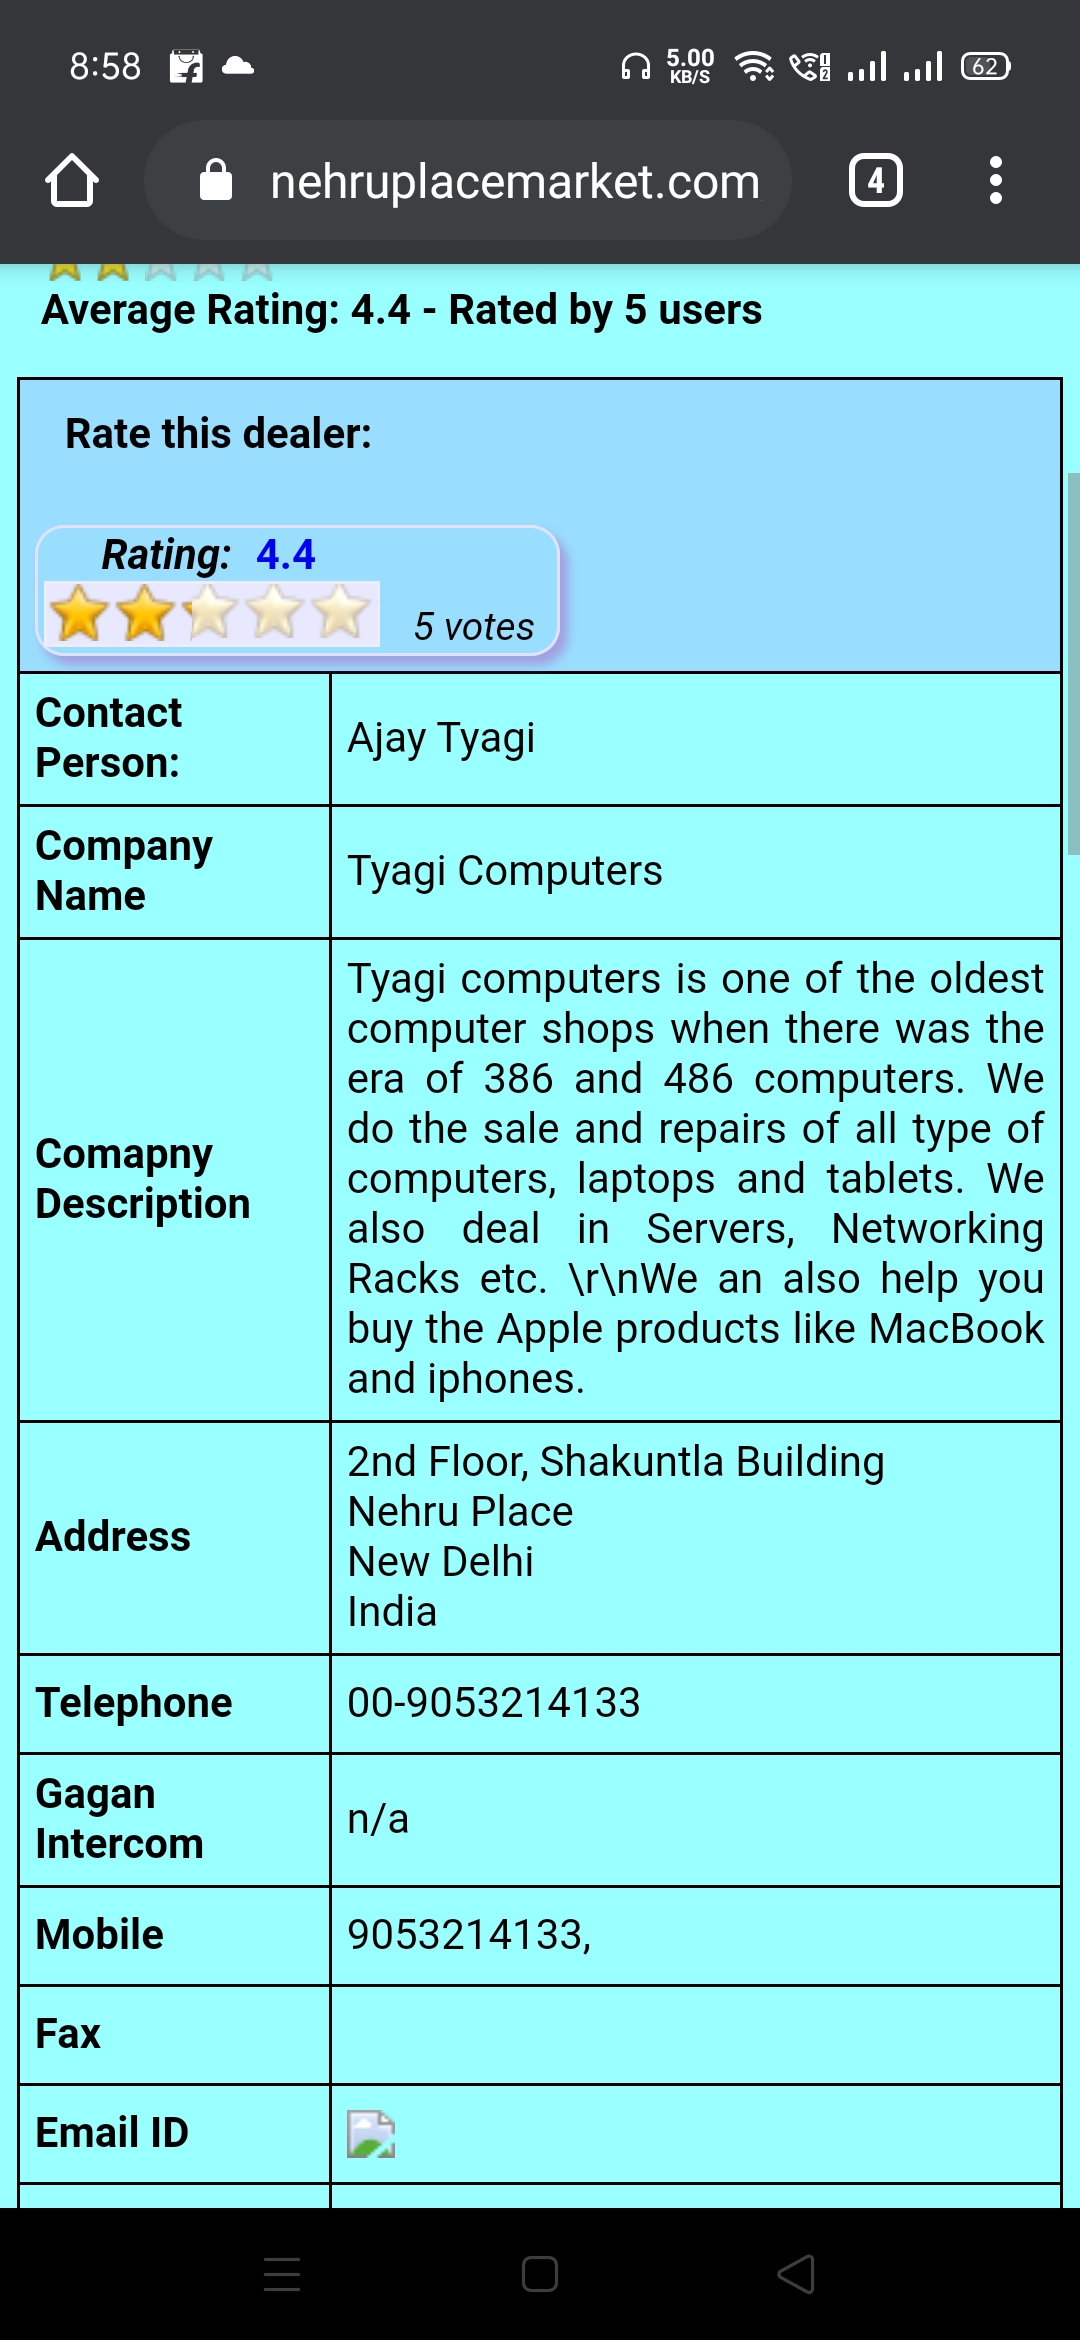 8:58
5.00
KB/S
1
2
62
nehruplacemarket.com
4
Average Rating: 4.4 - Rated by 5 users
Rate this dealer:
Rating: 4.4
5 votes
Contact
Person:
Ajay Tyagi
Company
Name
Tyagi Computers
Comapny
Description
Tyagi computers is one of the oldest
computer shops when there was the
era of 386 and 486 computers. We
do the sale and repairs of all type of
computers, laptops and tablets. We
also deal in Servers, Networking
Racks etc. \r\nWe an also help you
buy the Apple products like MacBook
and iphones.
Address
2nd Floor, Shakuntla Building
Nehru Place
New Delhi
India
Telephone
00-9053214133
Gagan
Intercom
n/a
Mobile
9053214133,
Fax
Email ID